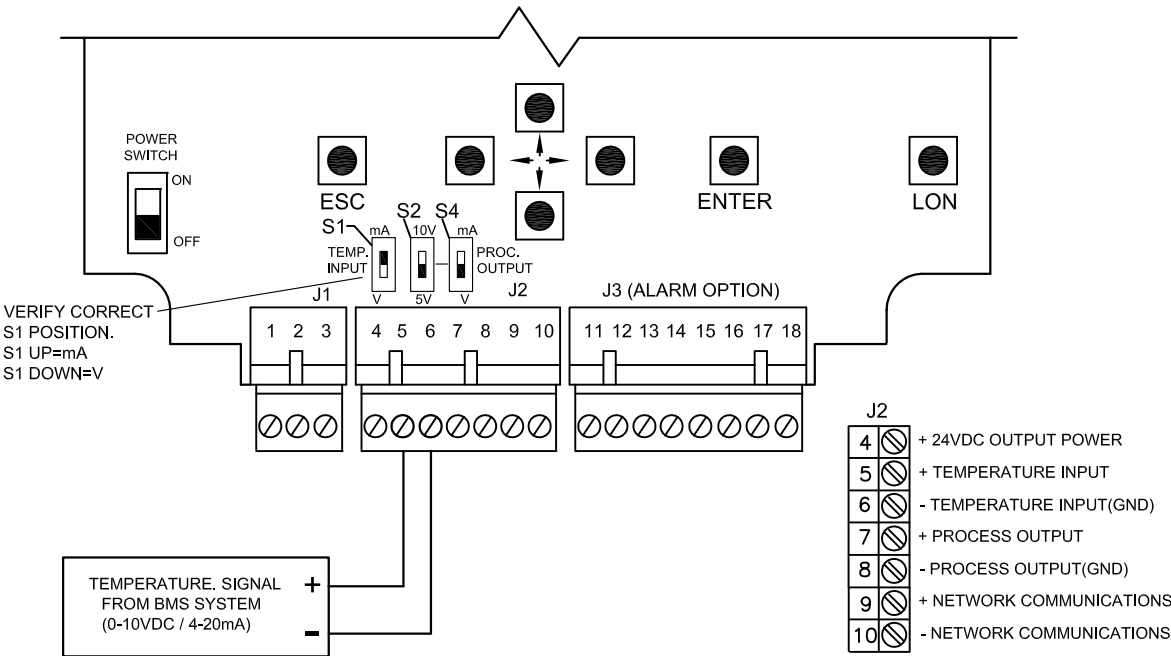 POWER
SWITCH
ON
OFF
ESC
ENTER
LON
S1
S2
S4
mA
10V
mA
TEMP.
INPUT
PROC.
OUTPUT
V
5V
V
VERIFY CORRECT
S1 POSITION.
S1 UP=mA
S1 DOWN=V
J1
J2
J3 (ALARM OPTION)
1 2 3
4 5 6 7 8 9 10
11 12 13 14 15 16 17 18
TEMPERATURE. SIGNAL
FROM BMS SYSTEM
(0-10VDC / 4-20mA)
+
-
J2
4 + 24VDC OUTPUT POWER
5 + TEMPERATURE INPUT
6 - TEMPERATURE INPUT(GND)
7 + PROCESS OUTPUT
8 - PROCESS OUTPUT(GND)
9 + NETWORK COMMUNICATIONS
10 - NETWORK COMMUNICATIONS